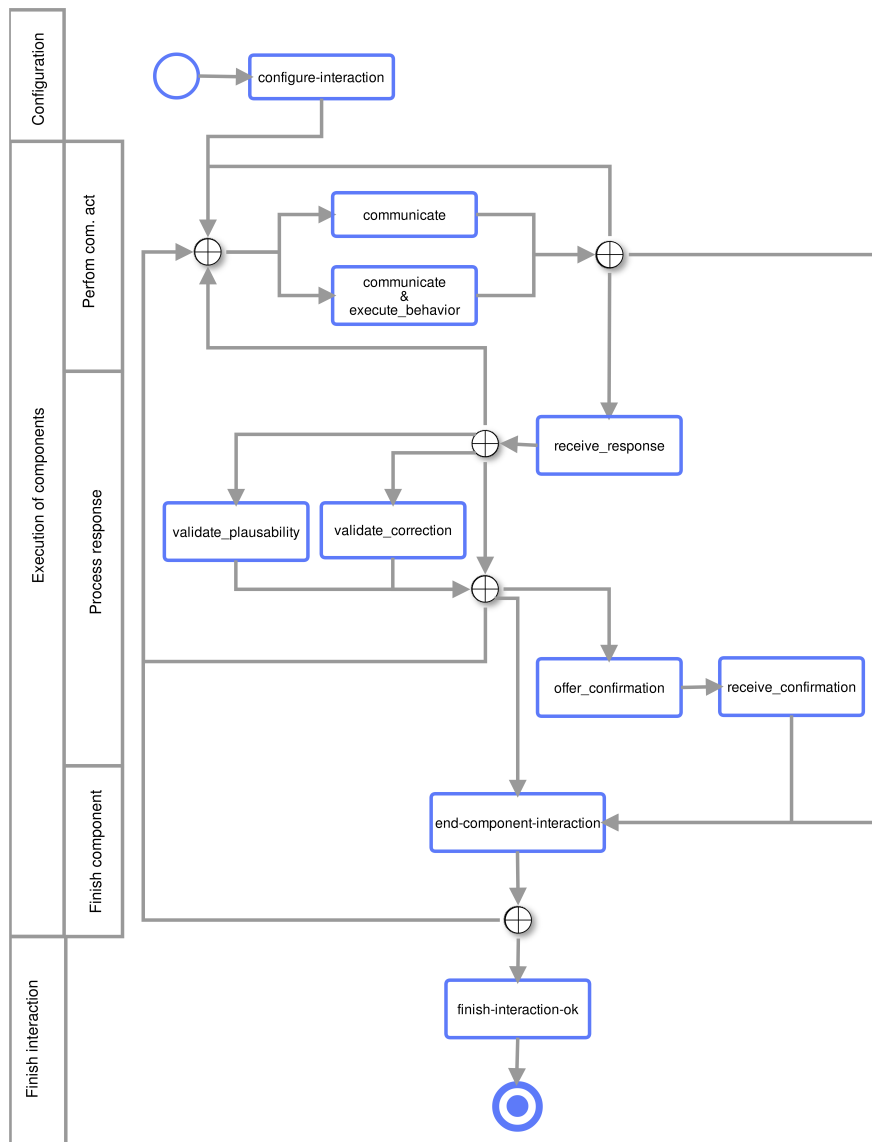 Configuration
configure-interaction
Execution of components
Perfom com. act
communicate
communicate
&
execute_behavior
Process response
receive_response
validate_plausability
validate_correction
offer_confirmation
receive_confirmation
Finish component
end-component-interaction
Finish interaction
finish-interaction-ok